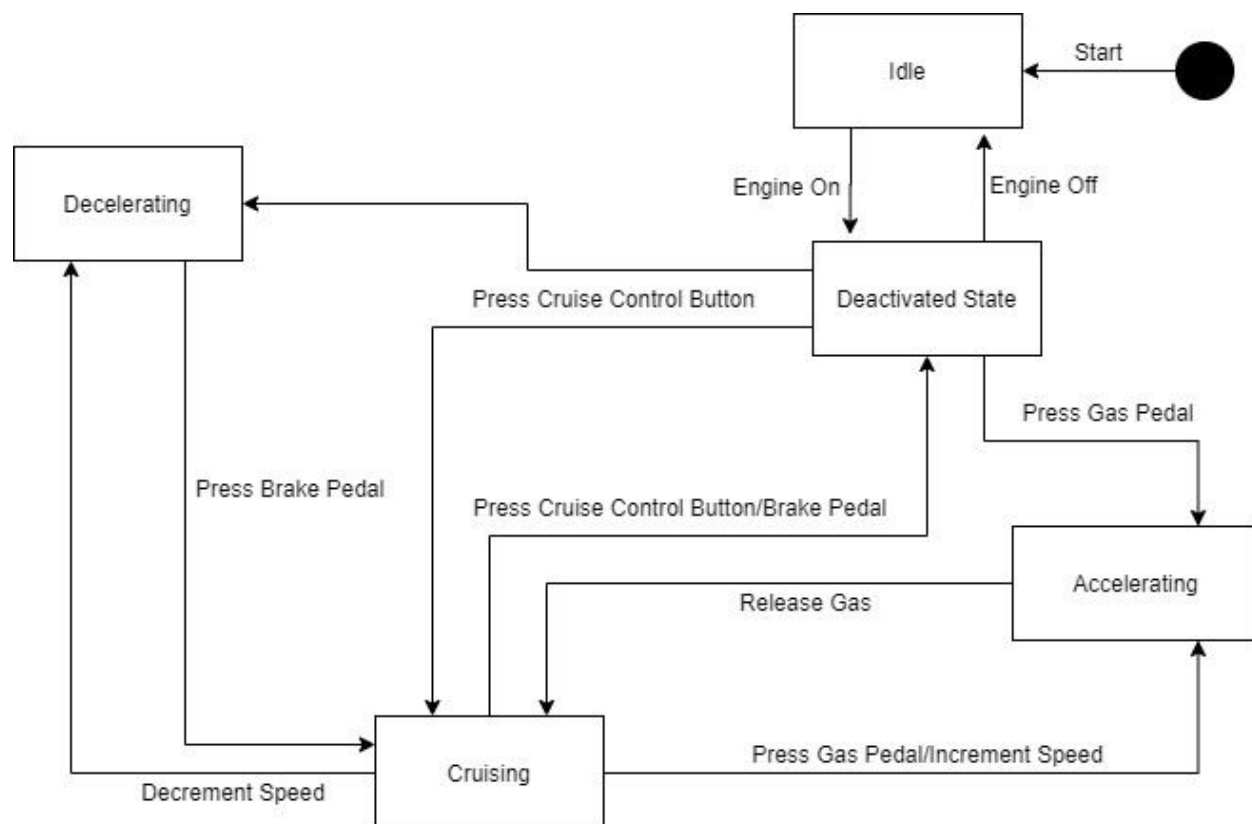 Start
Idle
Engine On
Engine Off
Decelerating
Deactivated State
Press Cruise Control Button
Press Gas Pedal
Press Brake Pedal
Press Cruise Control Button/Brake Pedal
Accelerating
Release Gas
Press Gas Pedal/Increment Speed
Cruising
Decrement Speed